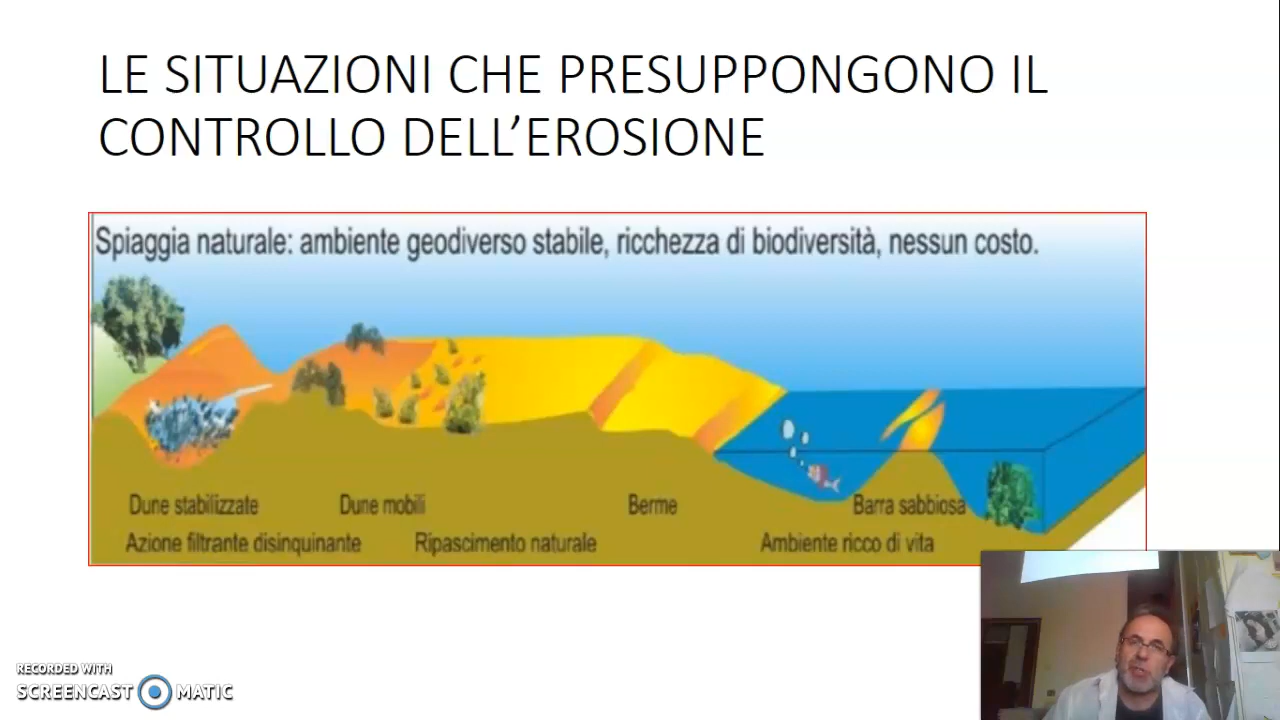 LE SITUAZIONI CHE PRESUPPONGONO IL
CONTROLLO DELL’EROSIONE
Spiaggia naturale: ambiente geodiverso stabile, ricchezza di biodiversità, nessun costo.
Dune stabilizzate Dune mobili Berme Barra sabbiosa
Azione filtrante disinquinante Ripascimento naturale Ambiente ricco di vita
RECORDED WITH
SCREENCAST MATIC